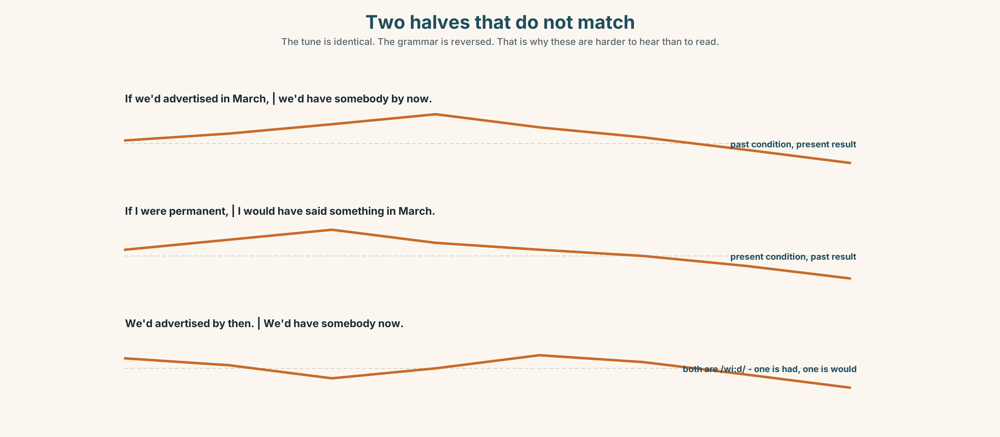 Two halves that do not match
The tune is identical. The grammar is reversed. That is why these are harder to hear than to read.
If we'd advertised in March, | we'd have somebody by now.
past condition, present result
If I were permanent, | I would have said something in March.
present condition, past result
We'd advertised by then. | We'd have somebody now.
both are /wi:d/ - one is had, one is would